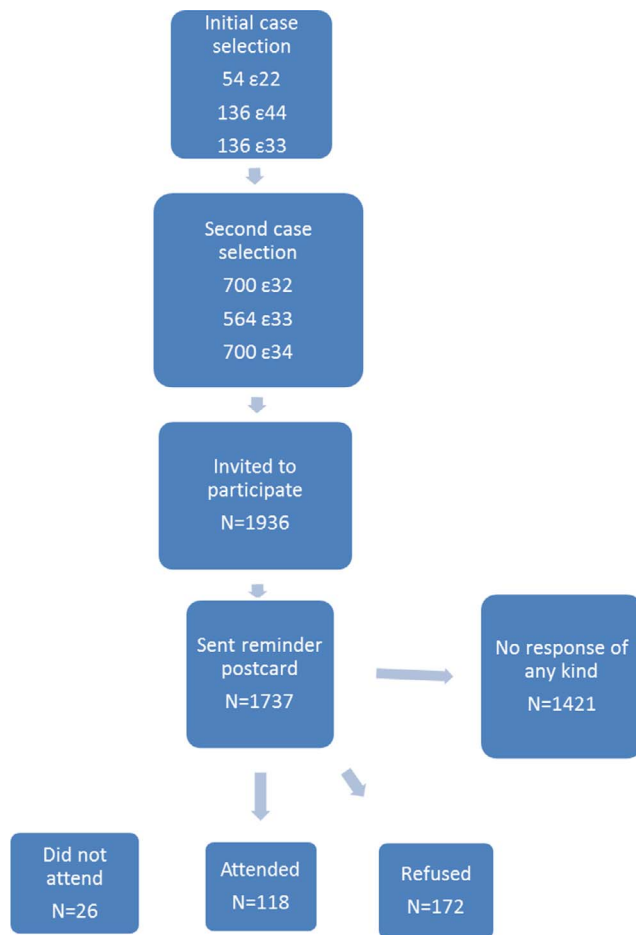 Initial case
selection
54 ε22
136 ε44
136 ε33
Second case
selection
700 ε32
564 ε33
700 ε34
Invited to
participate
N=1936
Sent reminder
postcard
N=1737
No response of
any kind
N=1421
Did not
attend
N=26
Attended
N=118
Refused
N=172